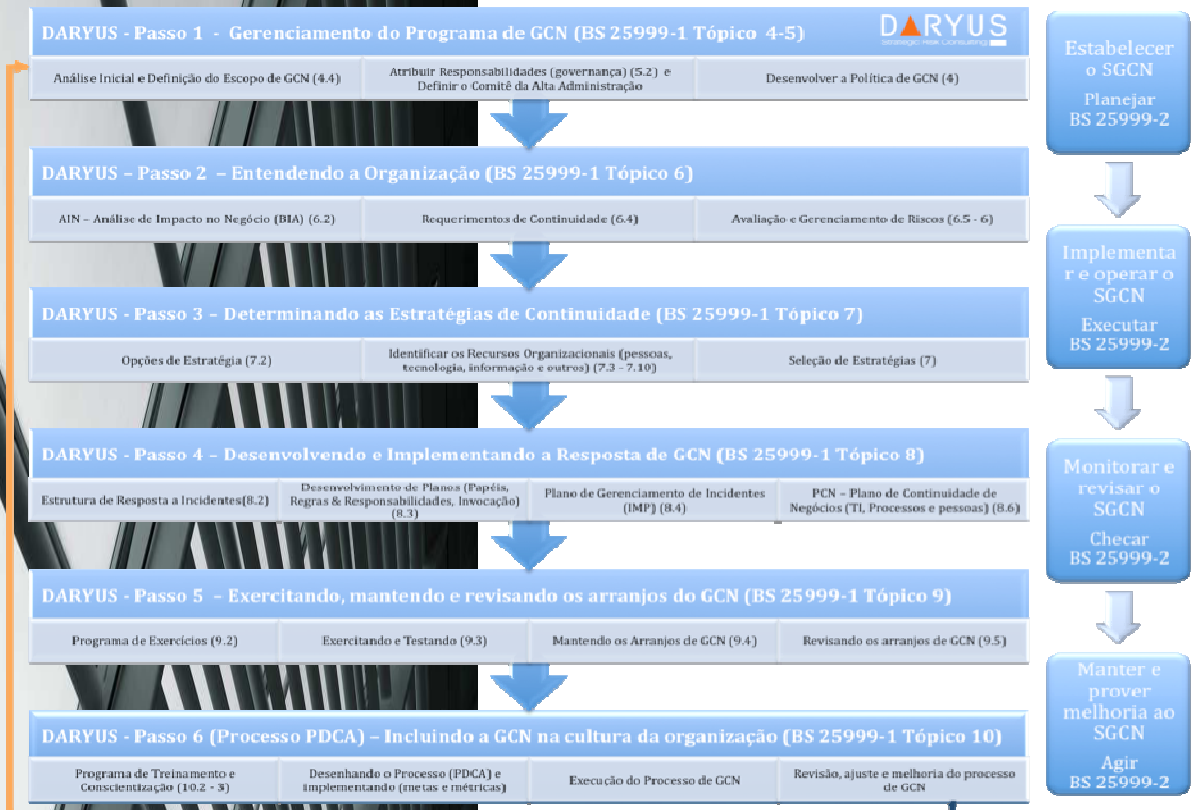 DARYUS - Passo 1 - Gerenciamento do Programa de GCN (BS 25999-1 Tópico 4-5)
DARYUS
Strategic Risk Consulting
Análise Inicial e Definição do Escopo de GCN (4.4)
Atribuir Responsabilidades (governança) (5.2) e
Definir o Comitê da Alta Administração
Desenvolver a Política de GCN (4)
DARYUS – Passo 2 – Entendendo a Organização (BS 25999-1 Tópico 6)
AIN – Análise de Impacto no Negócio (BIA) (6.2)
Requerimentos de Continuidade (6.4)
Avaliação e Gerenciamento de Riscos (6.5 - 6)
DARYUS - Passo 3 – Determinando as Estratégias de Continuidade (BS 25999-1 Tópico 7)
Opções de Estratégia (7.2)
Identificar os Recursos Organizacionais (pessoas,
tecnologia, informação e outros) (7.3 - 7.10)
Seleção de Estratégias (7)
DARYUS - Passo 4 – Desenvolvendo e Implementando a Resposta de GCN (BS 25999-1 Tópico 8)
Estrutura de Resposta a Incidentes(8.2)
Desenvolvimento de Planos (Papéis,
Regras & Responsabilidades, Invocação)
(8.3)
Plano de Gerenciamento de Incidentes
(IMP) (8.4)
PCN – Plano de Continuidade de
Negócios (TI, Processos e pessoas) (8.6)
DARYUS - Passo 5 – Exercitando, mantendo e revisando os arranjos do GCN (BS 25999-1 Tópico 9)
Programa de Exercícios (9.2)
Exercitando e Testando (9.3)
Mantendo os Arranjos de GCN (9.4)
Revisando os arranjos de GCN (9.5)
DARYUS - Passo 6 (Processo PDCA) – Incluindo a GCN na cultura da organização (BS 25999-1 Tópico 10)
Programa de Treinamento e
Conscientização (10.2 - 3)
Desenhando o Processo (PDCA) e
Implementando (metas e métricas)
Execução do Processo de GCN
Revisão, ajuste e melhoria do processo
de GCN
Estabelecer
o SGCN
Planejar
BS 25999-2
Implementa
r e operar o
SGCN
Executar
BS 25999-2
Monitorar e
revisar o
SGCN
Checar
BS 25999-2
Manter e
prover
melhoria ao
SGCN
Agir
BS 25999-2